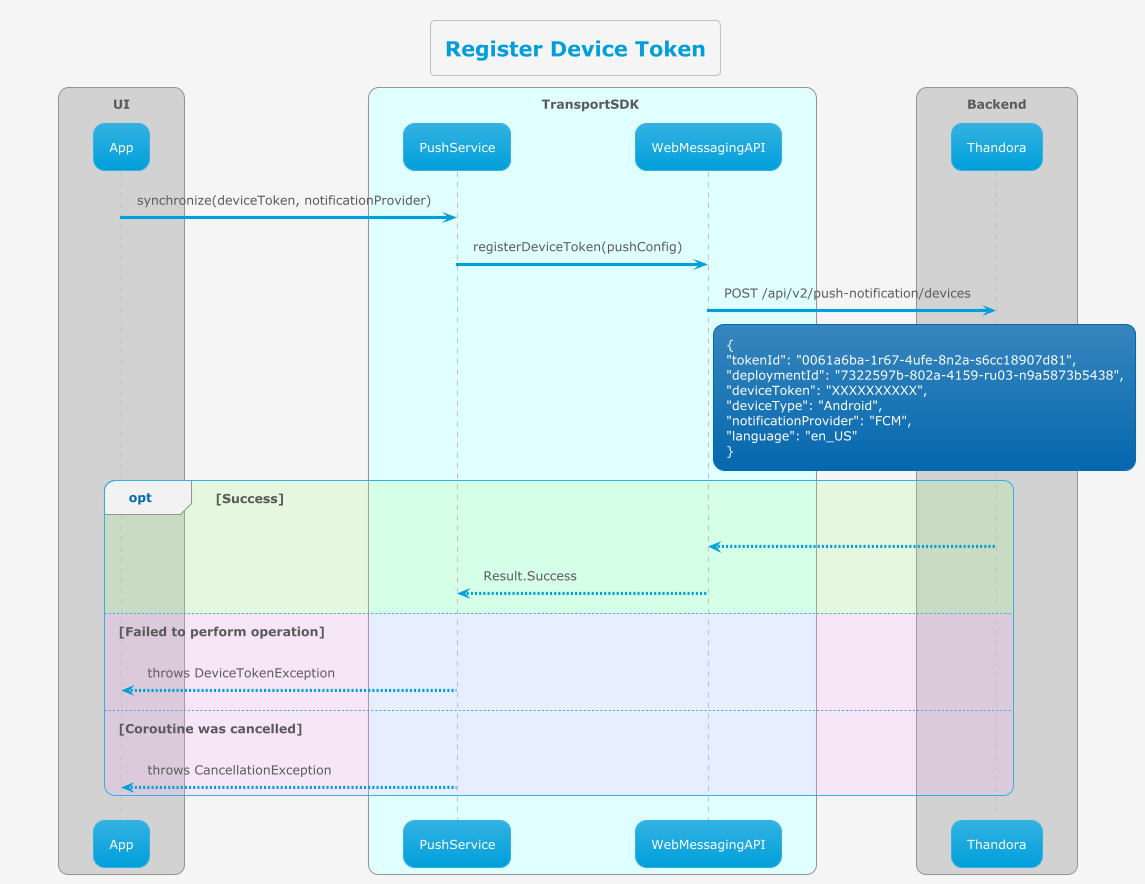 Register Device Token
UI
TransportSDK
Backend
App
PushService
WebMessagingAPI
Thandora
synchronize(deviceToken, notificationProvider)
registerDeviceToken(pushConfig)
POST /api/v2/push-notification/devices
{
"tokenId": "0061a6ba-1r67-4ufe-8n2a-s6cc18907d81",
"deploymentId": "7322597b-802a-4159-ru03-n9a5873b5438",
"deviceToken": "XXXXXXXXXX",
"deviceType": "Android",
"notificationProvider": "FCM",
"language": "en_US"
}
opt
[Success]
Result.Success
[Failed to perform operation]
throws DeviceTokenException
[Coroutine was cancelled]
throws CancellationException
App
PushService
WebMessagingAPI
Thandora